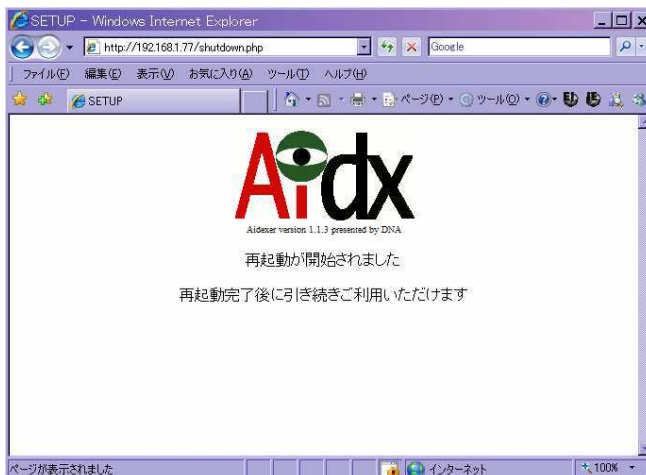 SETUP - Windows Internet Explorer
http://192.168.1.77/shutdown.php
Google
ファイル(F) 編集(E) 表示(V) お気に入り(A) ツール(T) ヘルプ(H)
SETUP
ページ(P) ツール(O)
Aidx
Aidexer version 1.1.3 presented by DNA
再起動が開始されました
再起動完了後に引き続きご利用いただけます
ページが表示されました
インターネット
100%